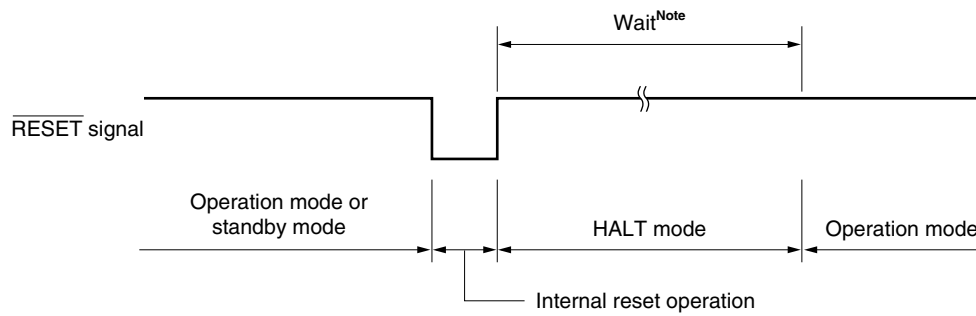 Wait Note
RESET signal
Operation mode or
standby mode
HALT mode
Operation mode
Internal reset operation